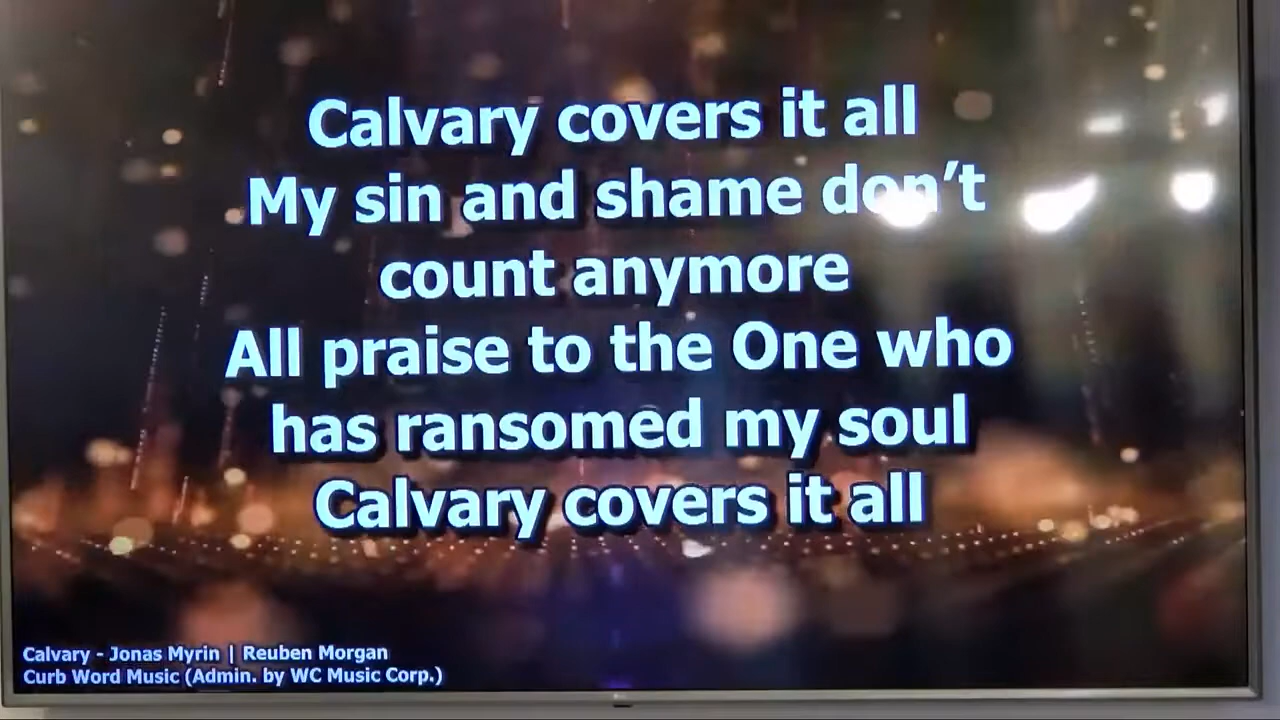 Calvary covers it all
My sin and shame don't
count anymore
All praise to the One who
has ransomed my soul
Calvary covers it all
Calvary - Jonas Myrin | Reuben Morgan
Curb Word Music (Admin. by WC Music Corp.)